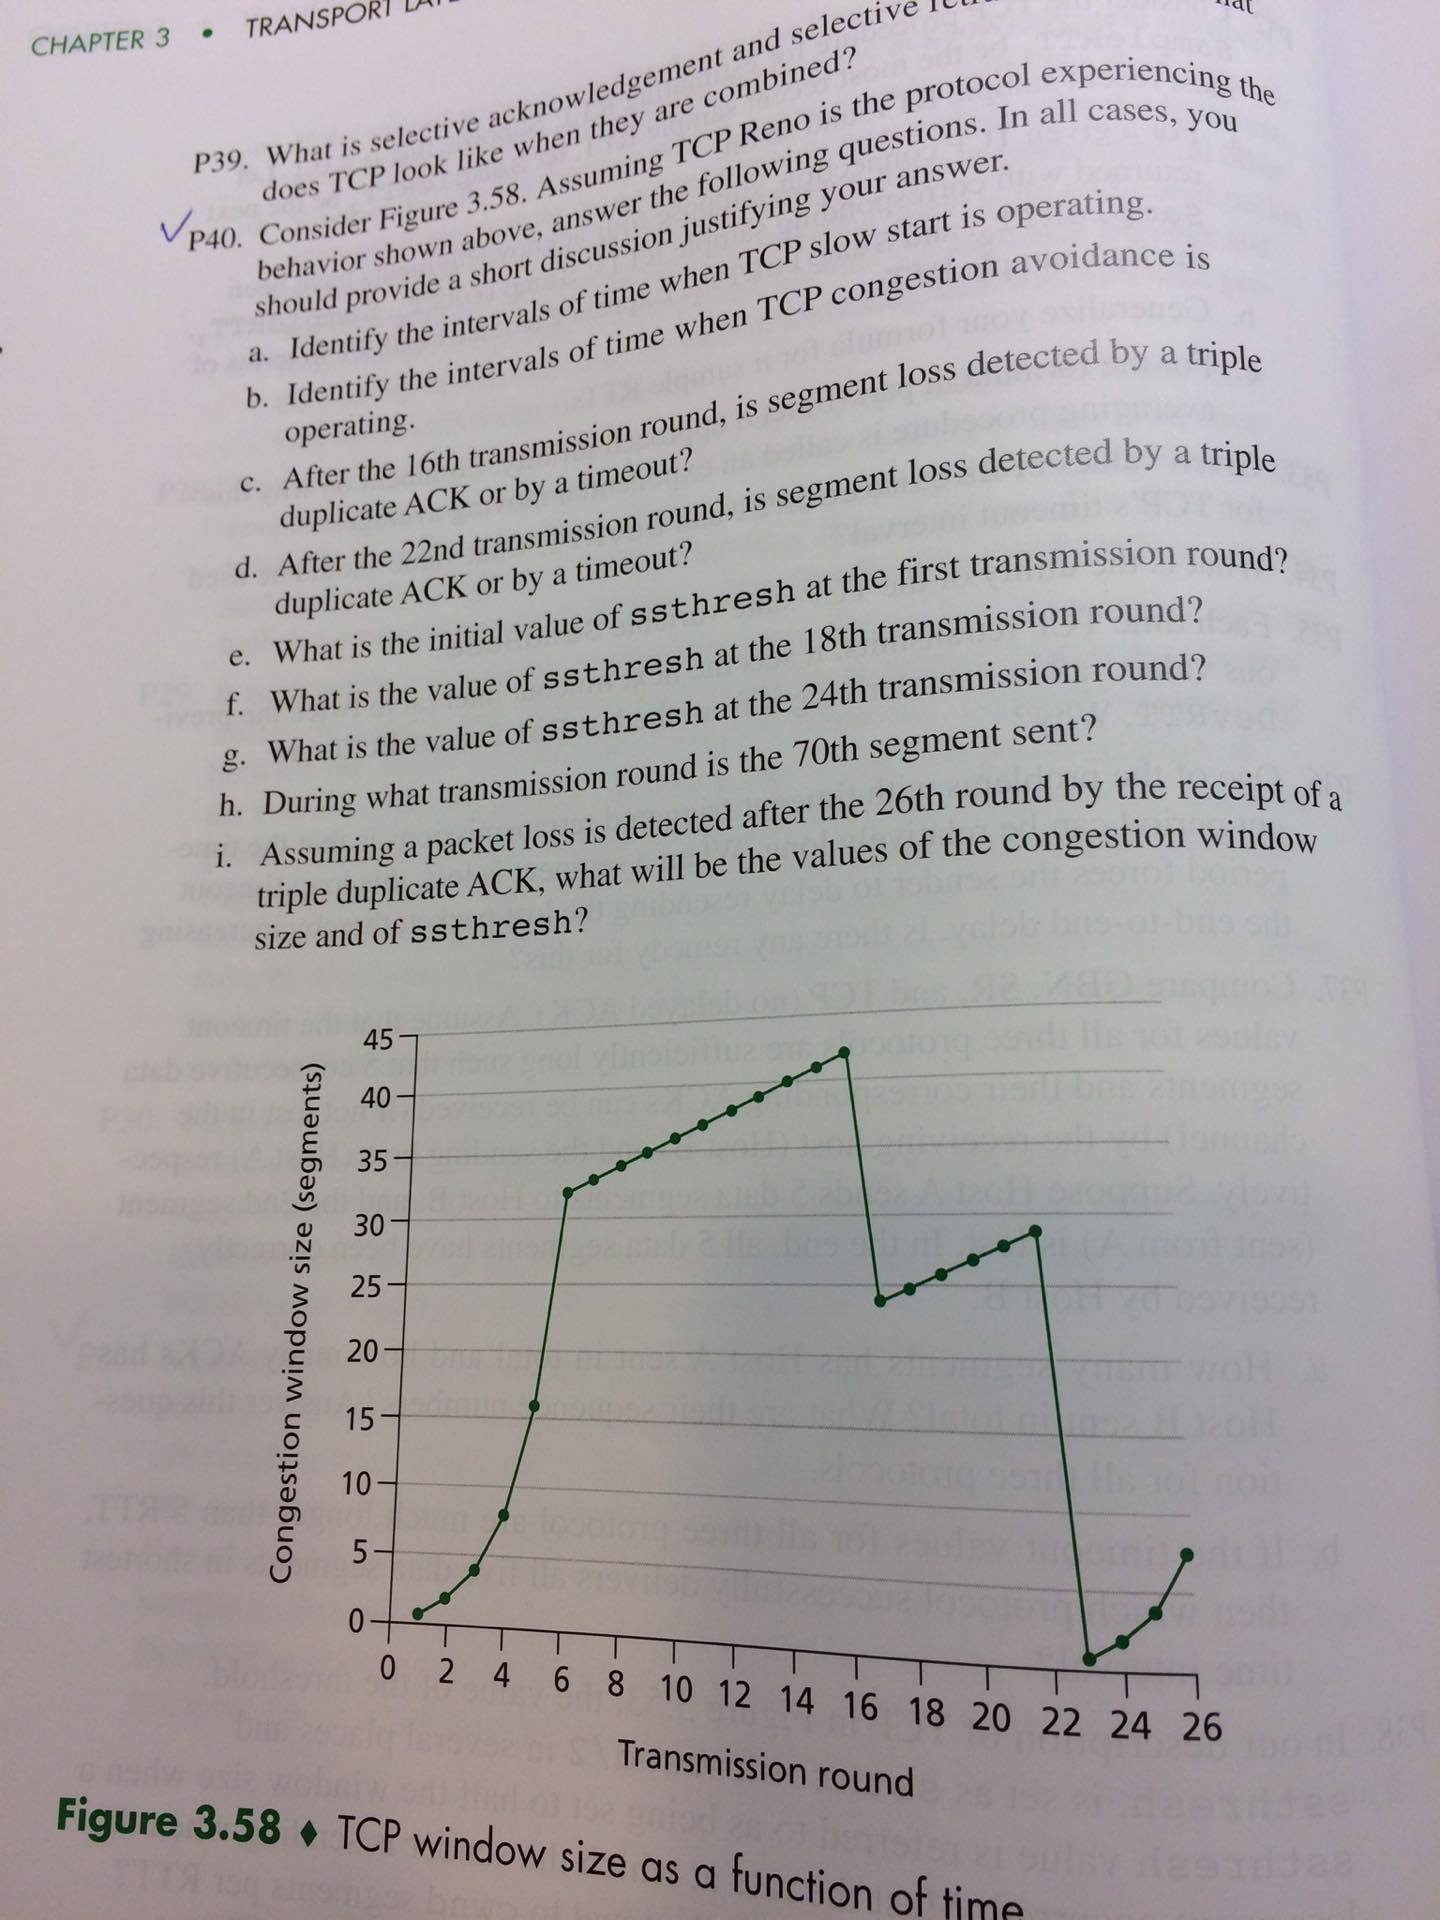 CHAPTER 3 • TRANSPORT
P39. What is selective acknowledgement and selective
does TCP look like when they are combined?
P40. Consider Figure 3.58. Assuming TCP Reno is the protocol experiencing the
behavior shown above, answer the following questions. In all cases, you
should provide a short discussion justifying your answer.
a. Identify the intervals of time when TCP slow start is operating.
b. Identify the intervals of time when TCP congestion avoidance is
operating.
c. After the 16th transmission round, is segment loss detected by a triple
duplicate ACK or by a timeout?
d. After the 22nd transmission round, is segment loss detected by a triple
duplicate ACK or by a timeout?
e. What is the initial value of ssthresh at the first transmission round?
f. What is the value of ssthresh at the 18th transmission round?
g. What is the value of ssthresh at the 24th transmission round?
h. During what transmission round is the 70th segment sent?
i. Assuming a packet loss is detected after the 26th round by the receipt of a
triple duplicate ACK, what will be the values of the congestion window
size and of ssthresh?
Congestion window size (segments)
45
40
35
30
25
20
15
10
5
0
0 2 4 6 8 10 12 14 16 18 20 22 24 26
Transmission round
Figure 3.58 ♦ TCP window size as a function of time